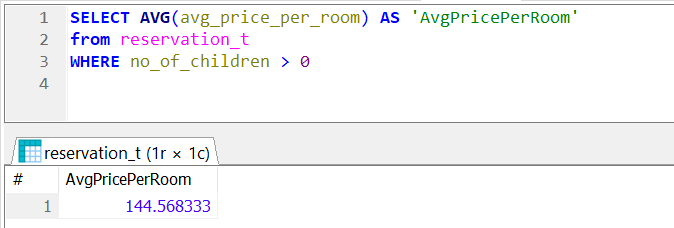 1 SELECT AVG(avg_price_per_room) AS 'AvgPricePerRoom'
2 from reservation_t
3 WHERE no_of_children > 0
4
reservation_t (1r × 1c)
# AvgPricePerRoom
1 144.568333